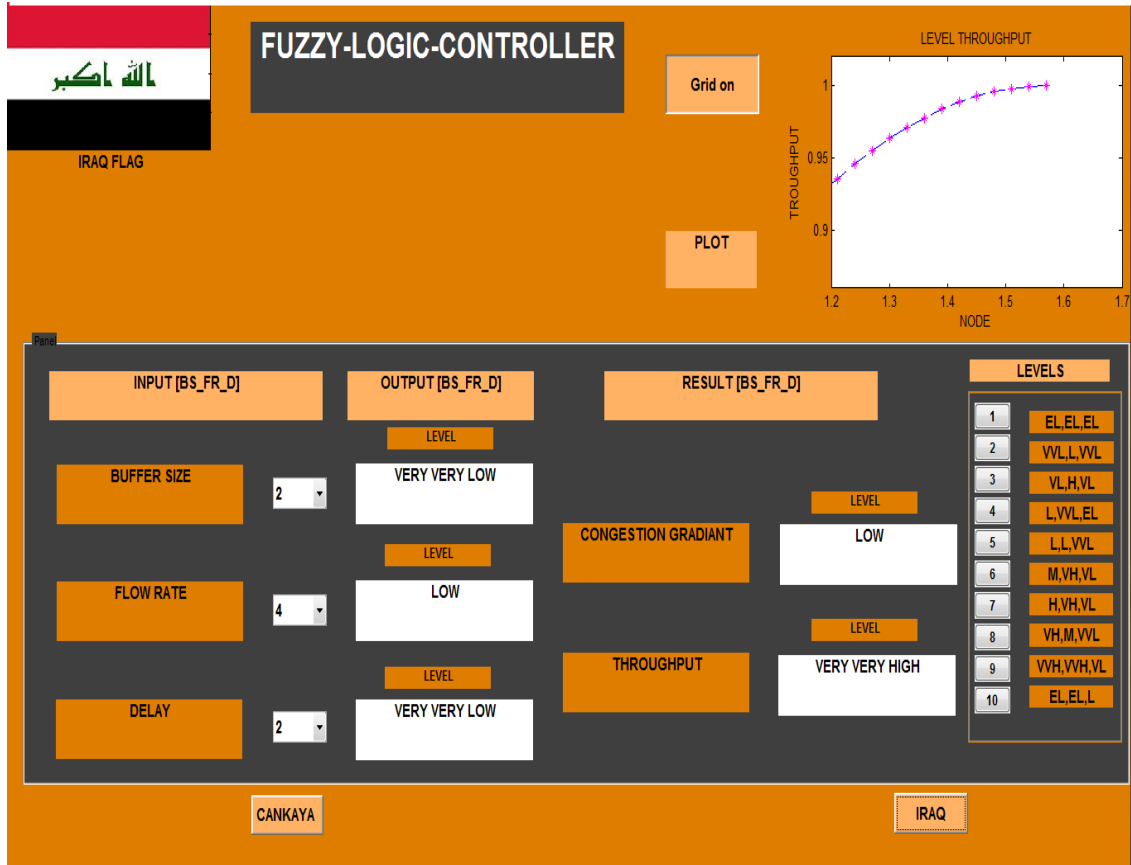 الله اكبر
IRAQ FLAG
FUZZY-LOGIC-CONTROLLER
Grid on
PLOT
LEVEL THROUGHPUT
TROUGHPUT
1
0.95
0.9
1.2 1.3 1.4 1.5 1.6 1.7
NODE
Panel
INPUT [BS_FR_D]
OUTPUT [BS_FR_D]
RESULT [BS_FR_D]
LEVELS
LEVEL
BUFFER SIZE
2
VERY VERY LOW
LEVEL
FLOW RATE
4
LOW
LEVEL
DELAY
2
VERY VERY LOW
LEVEL
CONGESTION GRADIANT
LOW
LEVEL
THROUGHPUT
VERY VERY HIGH
1 EL,EL,EL
2 VVL,L,VVL
3 VL,H,VL
4 L,VVL,EL
5 L,L,VVL
6 M,VH,VL
7 H,VH,VL
8 VH,M,VVL
9 VVH,VVH,VL
10 EL,EL,L
CANKAYA
IRAQ